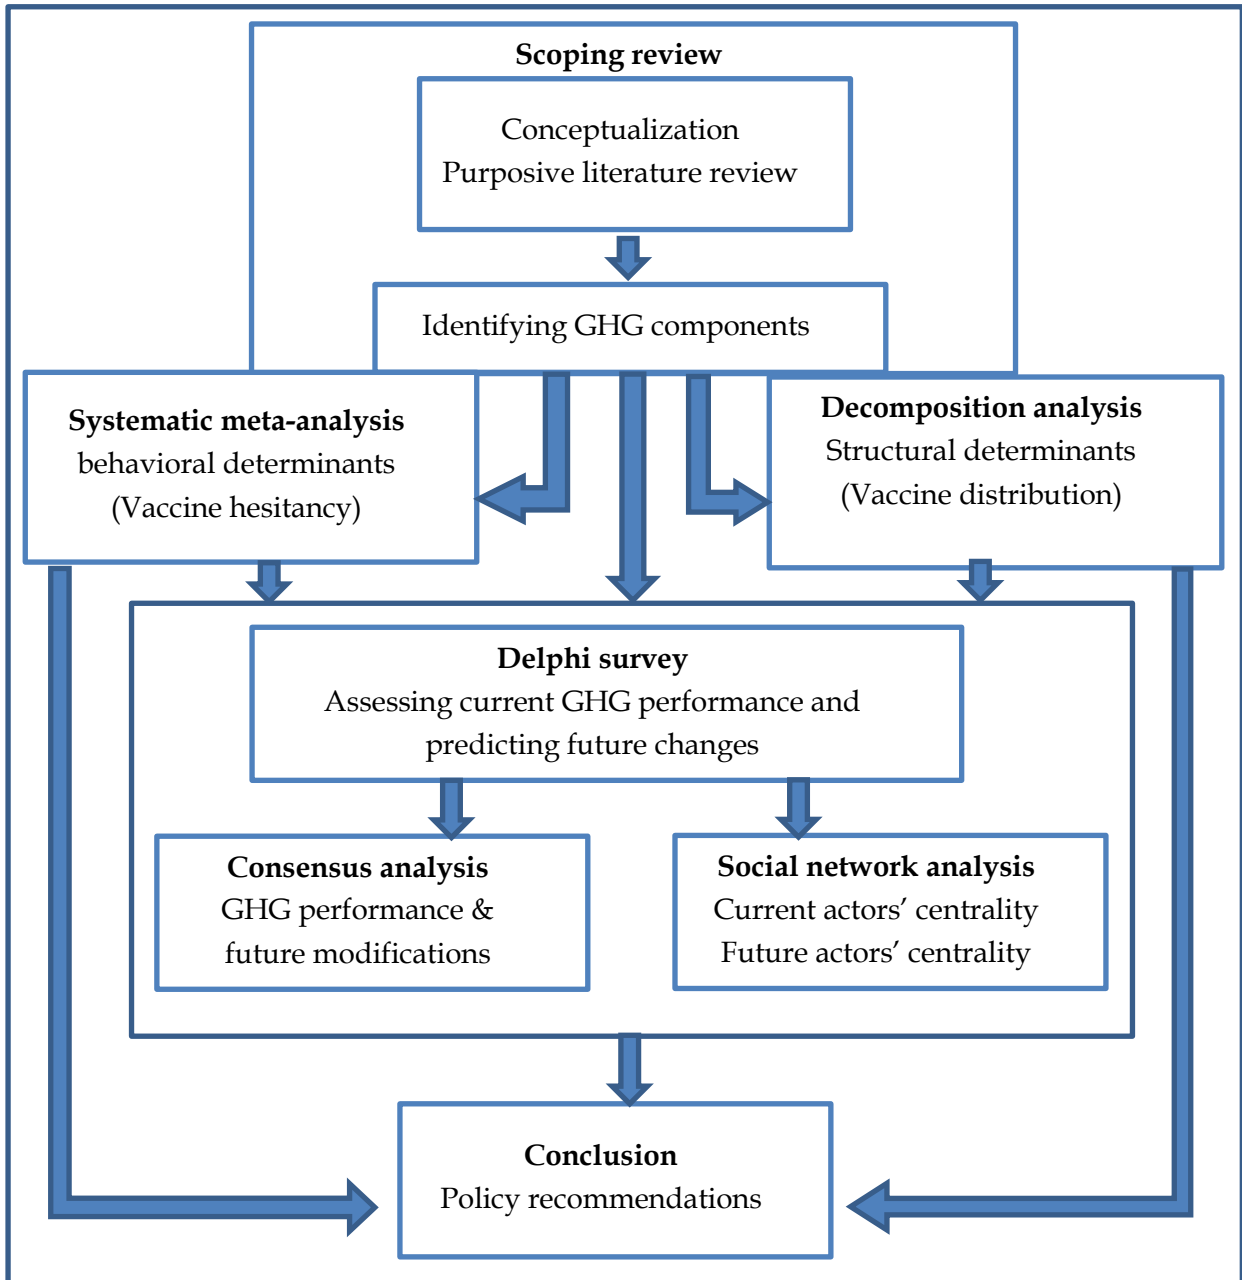 Scoping review
Conceptualization
Purposive literature review
Identifying GHG components
Systematic meta-analysis
behavioral determinants
(Vaccine hesitancy)
Decomposition analysis
Structural determinants
(Vaccine distribution)
Delphi survey
Assessing current GHG performance and
predicting future changes
Consensus analysis
GHG performance &
future modifications
Social network analysis
Current actors’ centrality
Future actors’ centrality
Conclusion
Policy recommendations